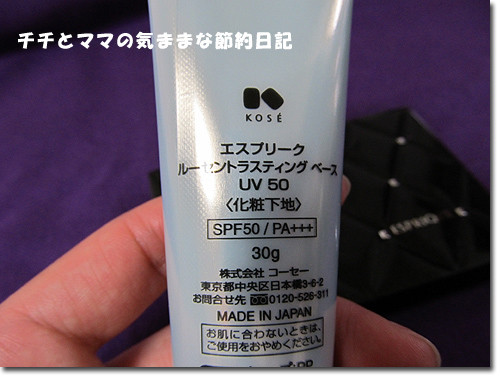 チチとママの気ままな節約日記
KOSÉ
エスプリーク
ルーセントラスティング ベース
UV 50
〈化粧下地〉
SPF50 / PA+++
30g
株式会社 コーセー
東京都中央区日本橋3-6-2
お問合せ先 0120-526-311
MADE IN JAPAN
お肌に合わないときは、
ご使用をおやめください。